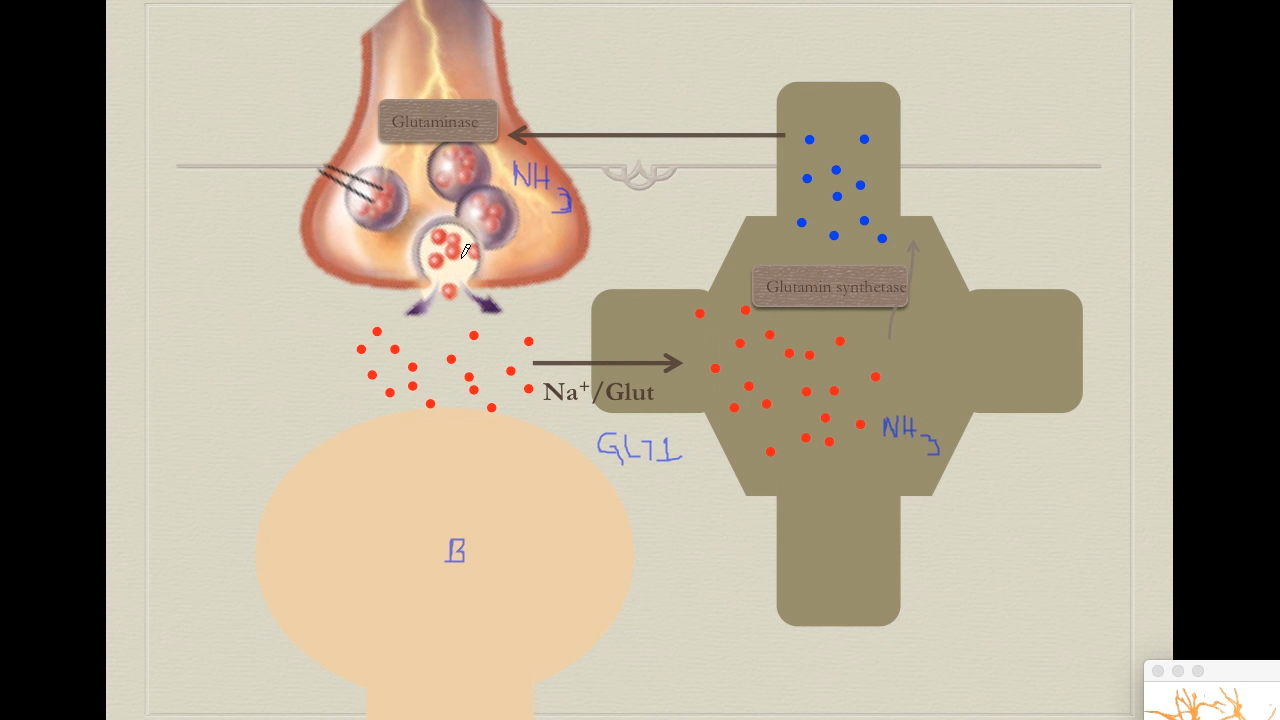 Glutaminase
NH3
Glutamin synthetase
Na+/Glut
NH3
GLT1
B